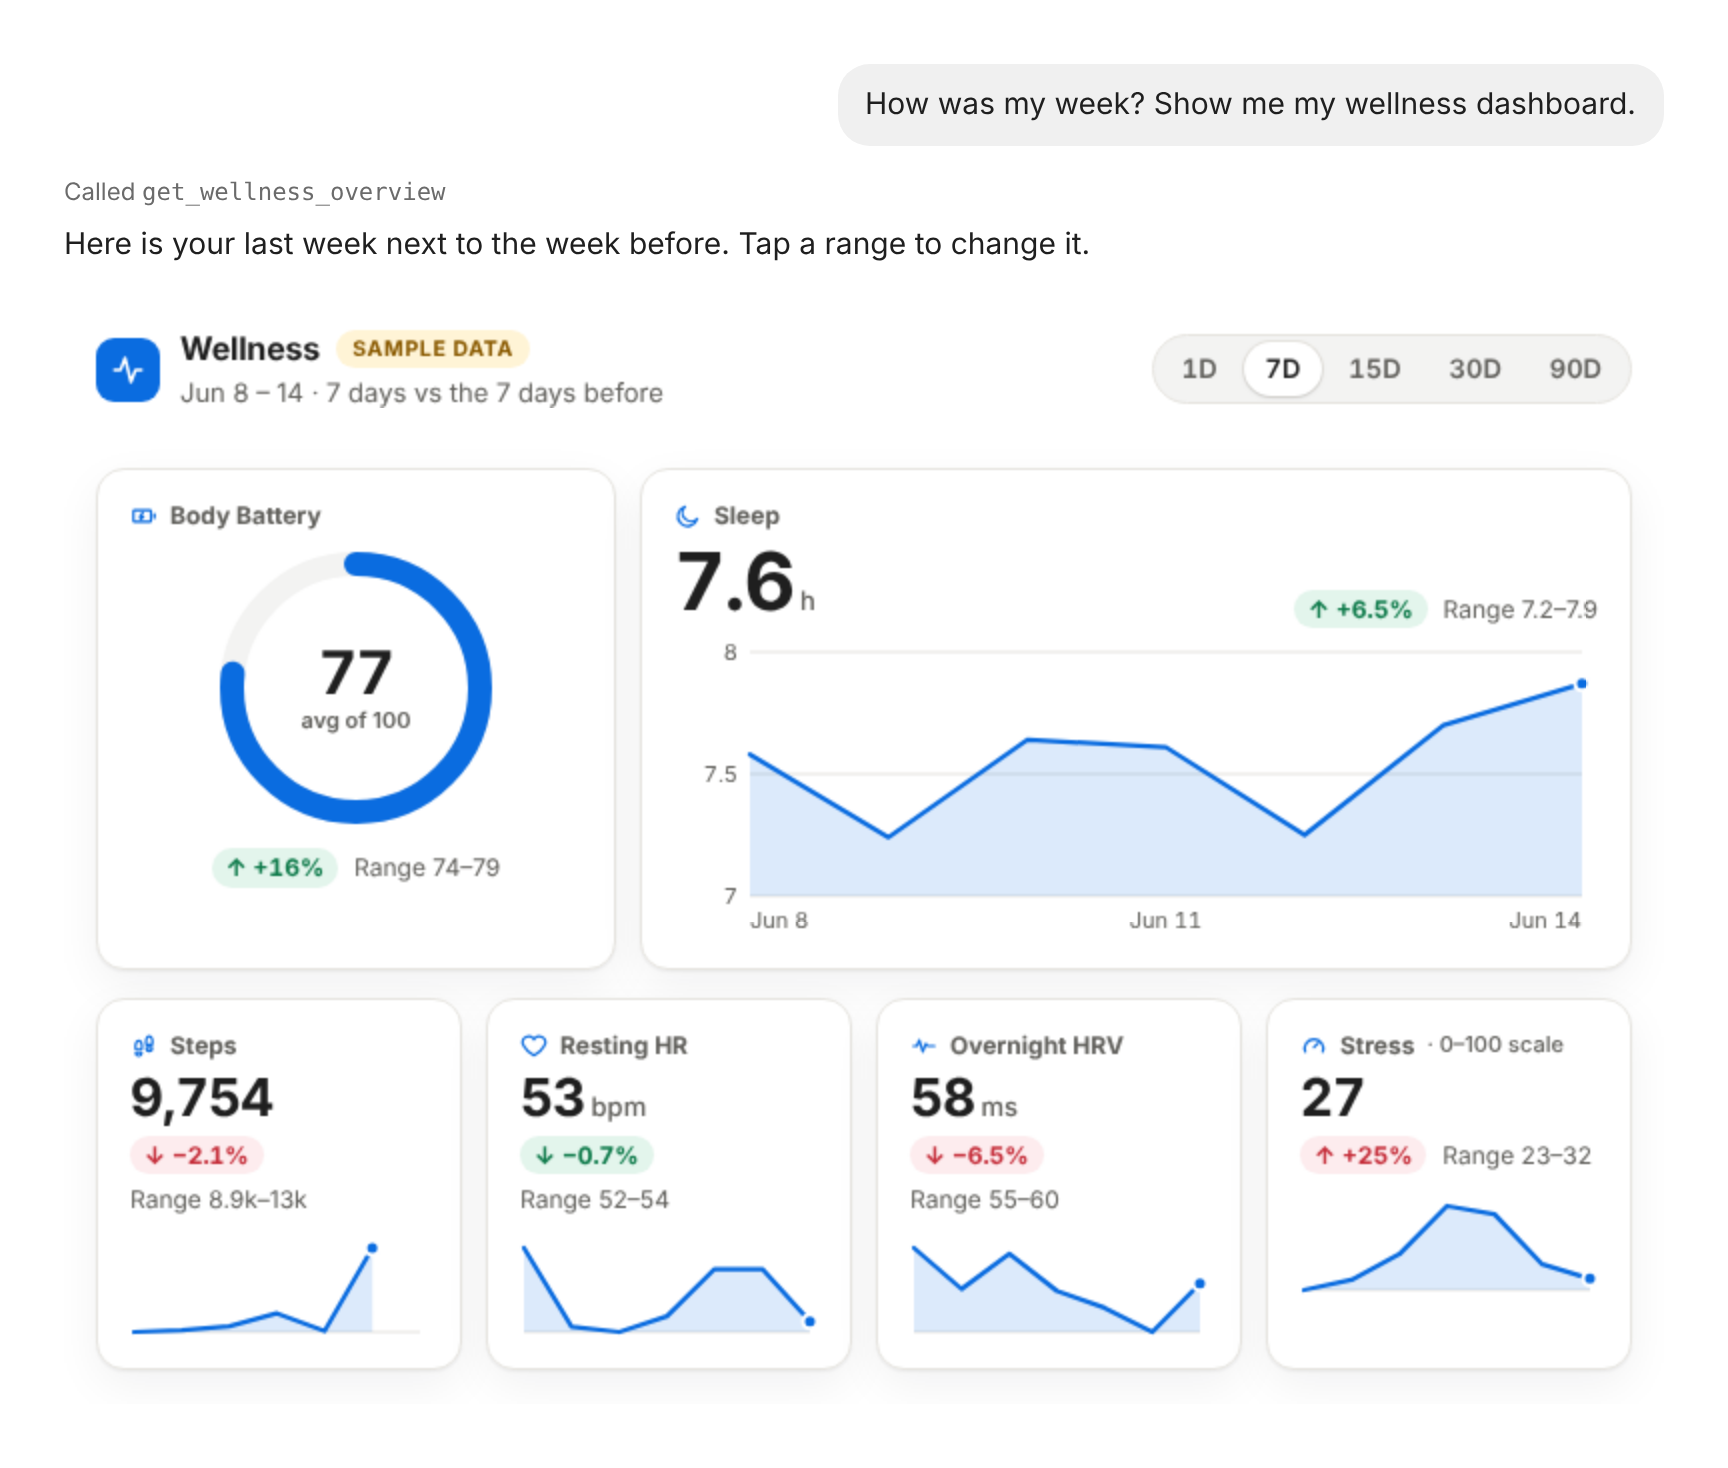 How was my week? Show me my wellness dashboard.
Called get_wellness_overview
Here is your last week next to the week before. Tap a range to change it.
Wellness SAMPLE DATA
Jun 8 – 14 · 7 days vs the 7 days before
1D 7D 15D 30D 90D
Body Battery
77
avg of 100
↑ +16% Range 74–79
Sleep
7.6 h
↑ +6.5% Range 7.2–7.9
8
7.5
7
Jun 8 Jun 11 Jun 14
Steps
9,754
↓ −2.1%
Range 8.9k–13k
Resting HR
53 bpm
↓ −0.7%
Range 52–54
Overnight HRV
58 ms
↓ −6.5%
Range 55–60
Stress · 0–100 scale
27
↑ +25% Range 23–32